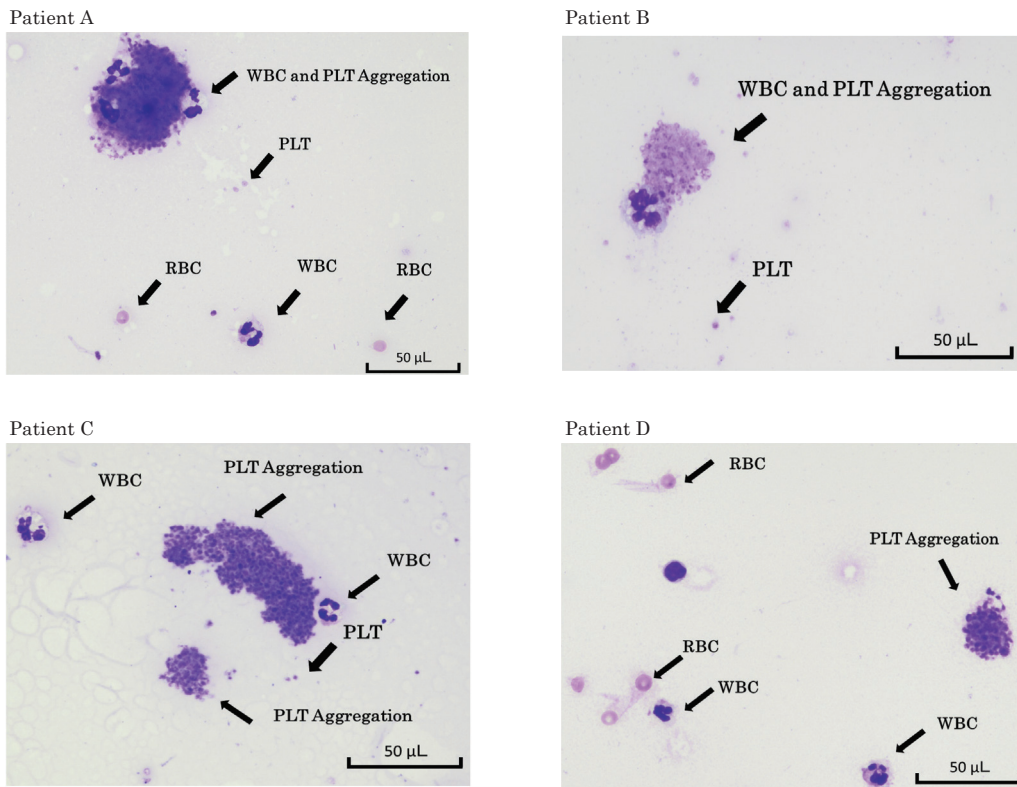 Patient A
WBC and PLT Aggregation
PLT
RBC
WBC
RBC
50 µL
Patient B
WBC and PLT Aggregation
PLT
50 µL
Patient C
PLT Aggregation
WBC
WBC
PLT
PLT Aggregation
50 µL
Patient D
RBC
PLT Aggregation
RBC
WBC
WBC
50 µL